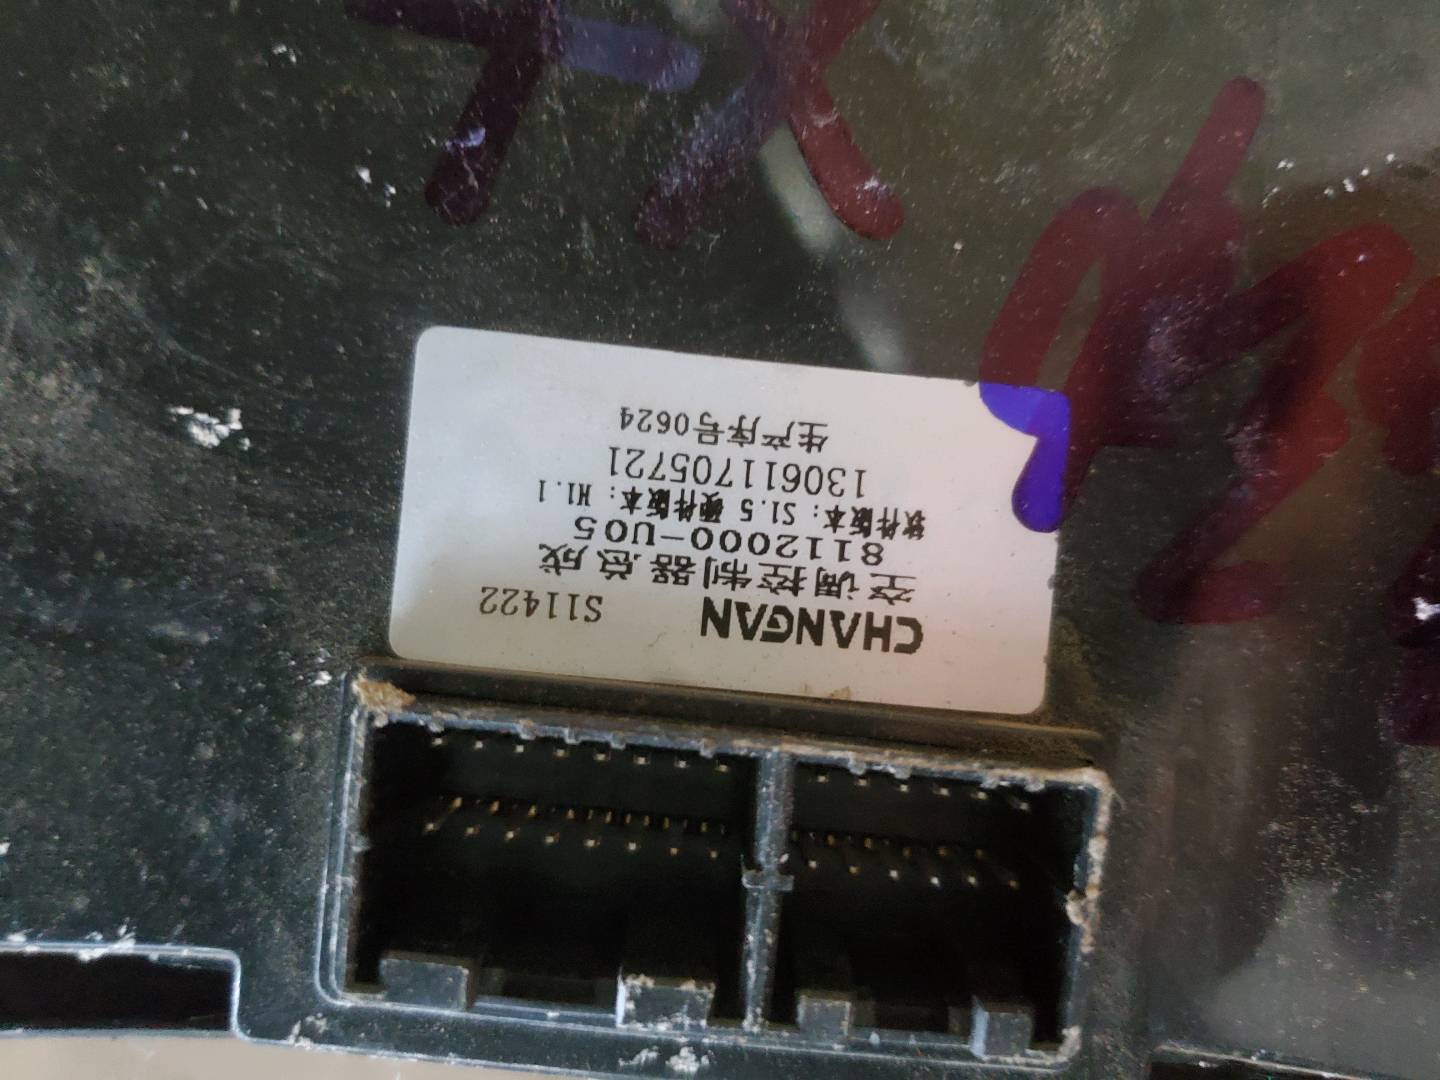 CHANGAN S11422
空调控制器总成
8112000-U05
软件版本：S1.5 硬件版本：H1.1
130611705721
生产序号0624